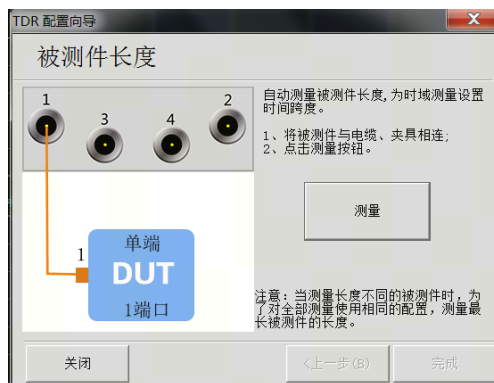 TDR 配置向导
被测件长度
1
2
3
4
自动测量被测件长度,为时域测量设置
时间跨度。
1、将被测件与电缆、夹具相连;
2、点击测量按钮。
测量
1
单端
DUT
1端口
注意：当测量长度不同的被测件时，为
了对全部测量使用相同的配置，测量最
长被测件的长度。
关闭
<上一步(B)
完成